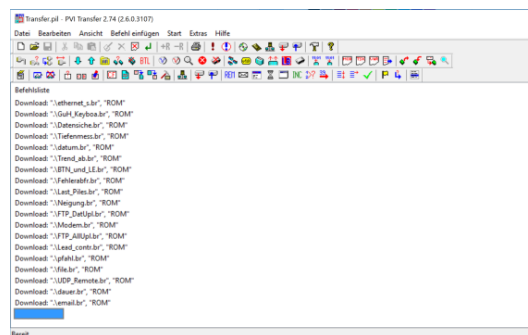 Transfer.pil - PVI Transfer 2.74 (2.6.0.3107)
Datei Bearbeiten Ansicht Befehl einfügen Start Extras Hilfe
+R -R
BTL
REM INC
Befehlsliste
Download: ".\ethernet_s.br", "ROM"
Download: ".\GuH_Keyboa.br", "ROM"
Download: ".\Datensiche.br", "ROM"
Download: ".\Tiefenmess.br", "ROM"
Download: ".\datum.br", "ROM"
Download: ".\Trend_ab.br", "ROM"
Download: ".\BTN_und_LE.br", "ROM"
Download: ".\Fehlerabfr.br", "ROM"
Download: ".\Last_Piles.br", "ROM"
Download: ".\Neigung.br", "ROM"
Download: ".\FTP_DatUpl.br", "ROM"
Download: ".\Modem.br", "ROM"
Download: ".\FTP_AllUpl.br", "ROM"
Download: ".\Lead_contr.br", "ROM"
Download: ".\pfahl.br", "ROM"
Download: ".\file.br", "ROM"
Download: ".\UDP_Remote.br", "ROM"
Download: ".\dauer.br", "ROM"
Download: ".\email.br", "ROM"
Bereit